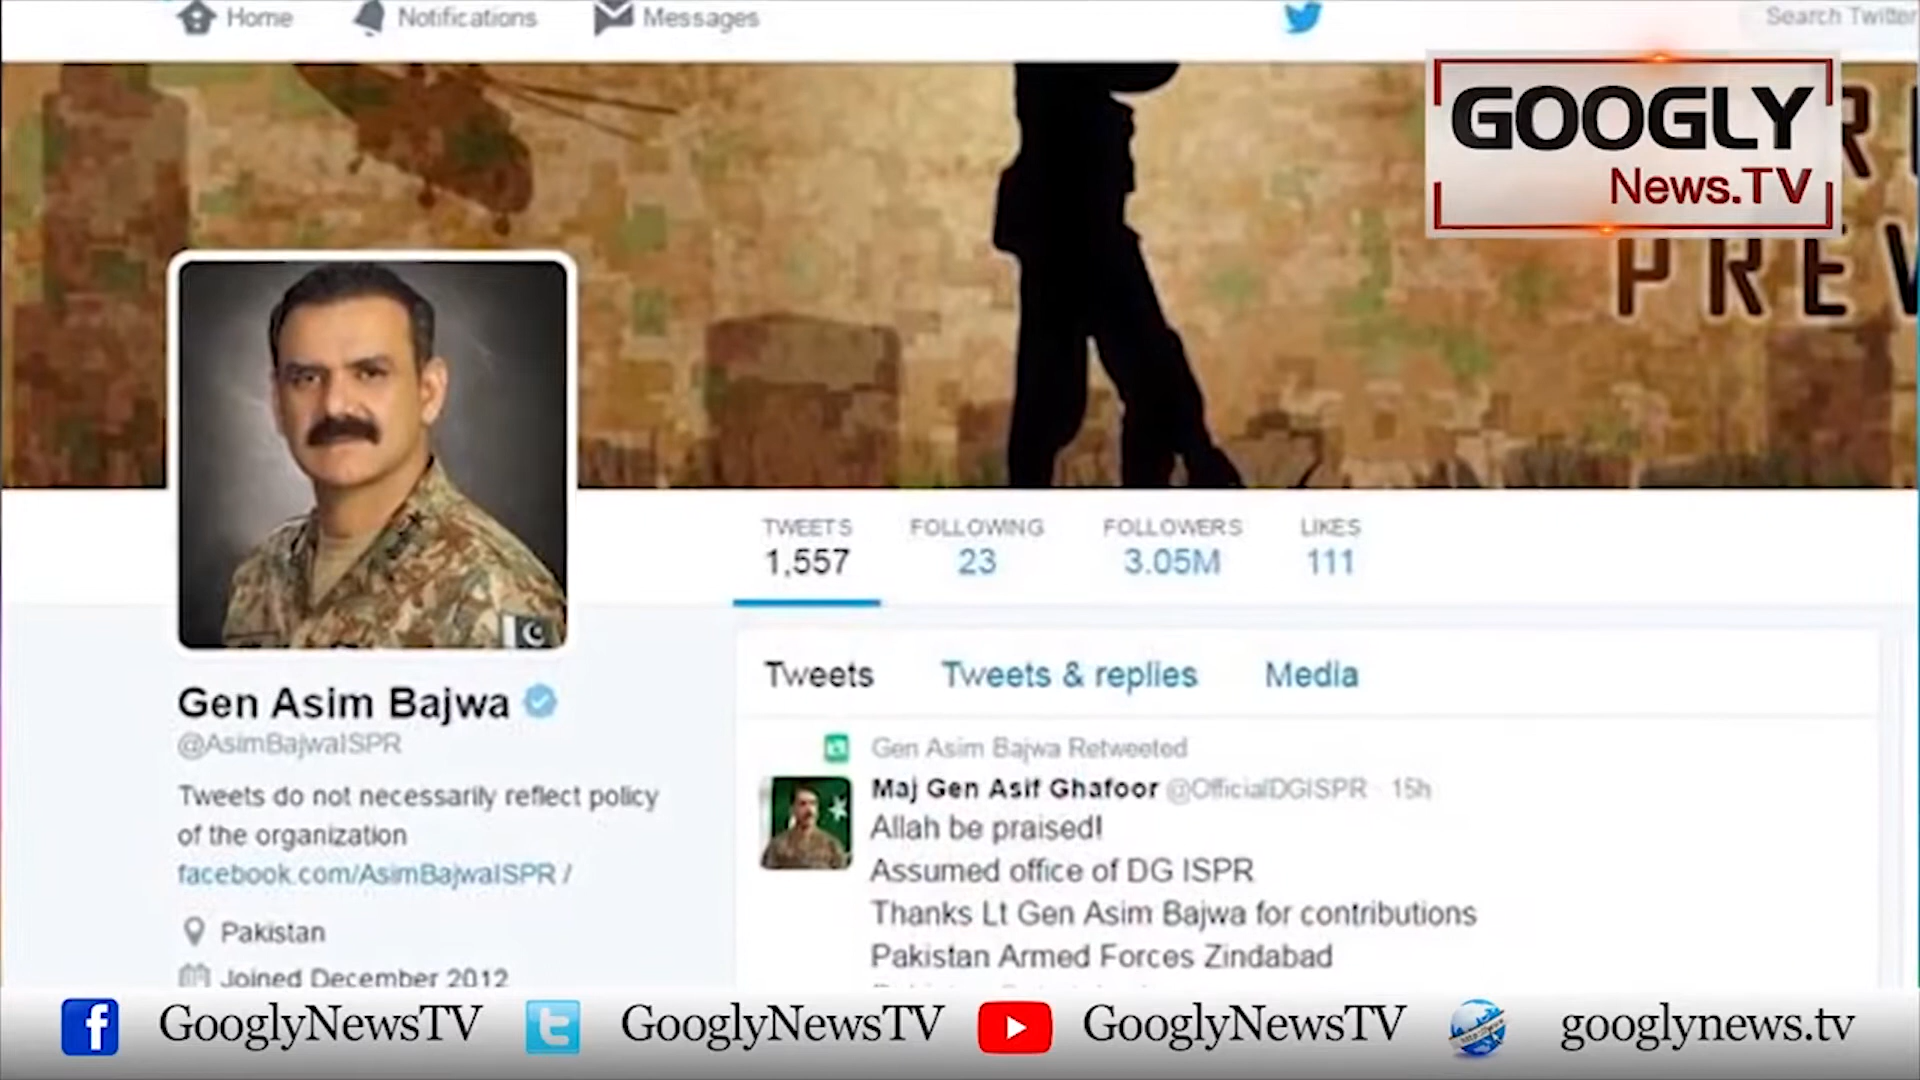 Home Notifications Messages Search Twitter
GOOGLY
News.TV
PREV
TWEETS FOLLOWING FOLLOWERS LIKES
1,557 23 3.05M 111
Tweets Tweets & replies Media
Gen Asim Bajwa
@AsimBajwaISPR
Tweets do not necessarily reflect policy
of the organization
facebook.com/AsimBajwaISPR /
Pakistan
Joined December 2012
Gen Asim Bajwa Retweeted
Maj Gen Asif Ghafoor @OfficialDGISPR · 15h
Allah be praised!
Assumed office of DG ISPR
Thanks Lt Gen Asim Bajwa for contributions
Pakistan Armed Forces Zindabad
GooglyNewsTV GooglyNewsTV GooglyNewsTV googlynews.tv